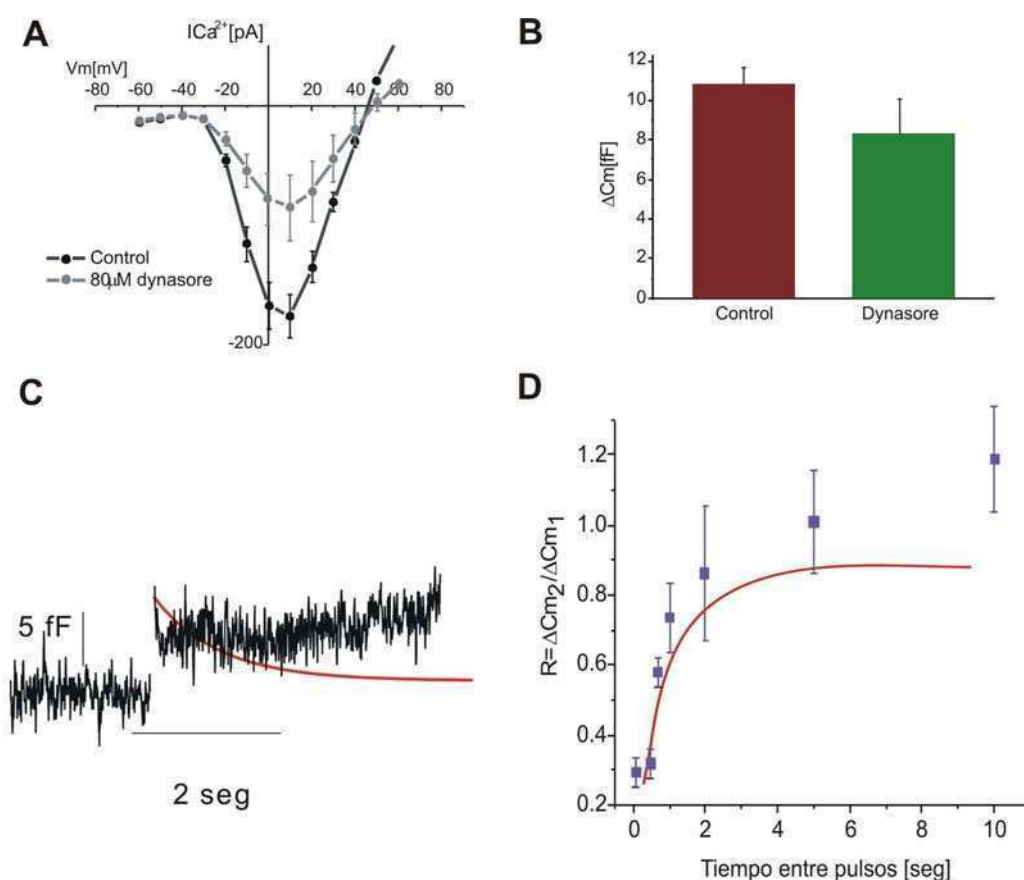 A
ICa²⁺[pA]
Vm[mV]
-80 -60 -40 -20 20 40 60 80
Control
80µM dynasore
-200
B
ΔCm[fF]
12
10
8
6
4
2
0
Control Dynasore
C
5 fF
2 seg
D
R=ΔCm₂/ΔCm₁
1.2
1.0
0.8
0.6
0.4
0.2
0 2 4 6 8 10
Tiempo entre pulsos [seg]